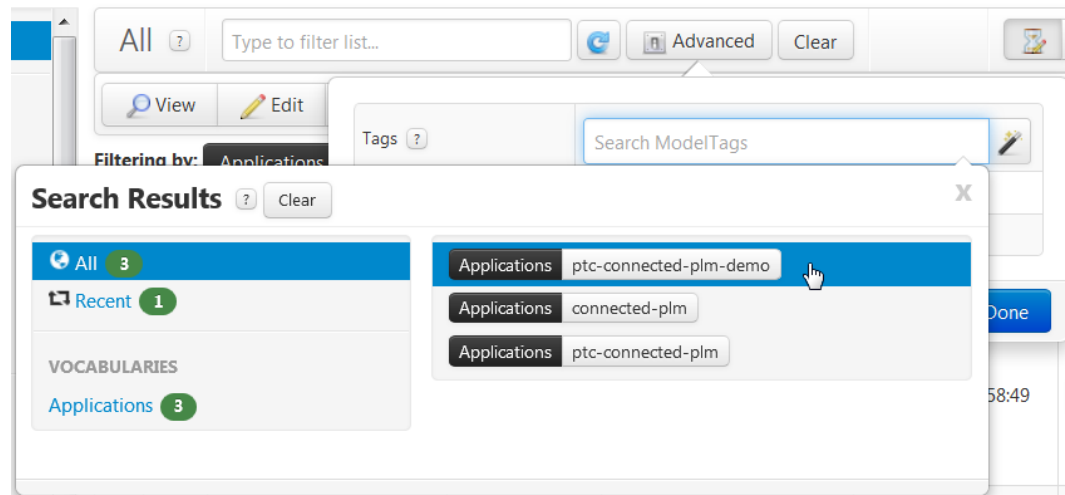 All ? Type to filter list... Advanced Clear
View Edit
Tags ? Search ModelTags
Filtering by: Applications
Search Results ? Clear X
All 3
Applications ptc-connected-plm-demo
Recent 1
Applications connected-plm
Done
Applications ptc-connected-plm
VOCABULARIES
Applications 3
58:49